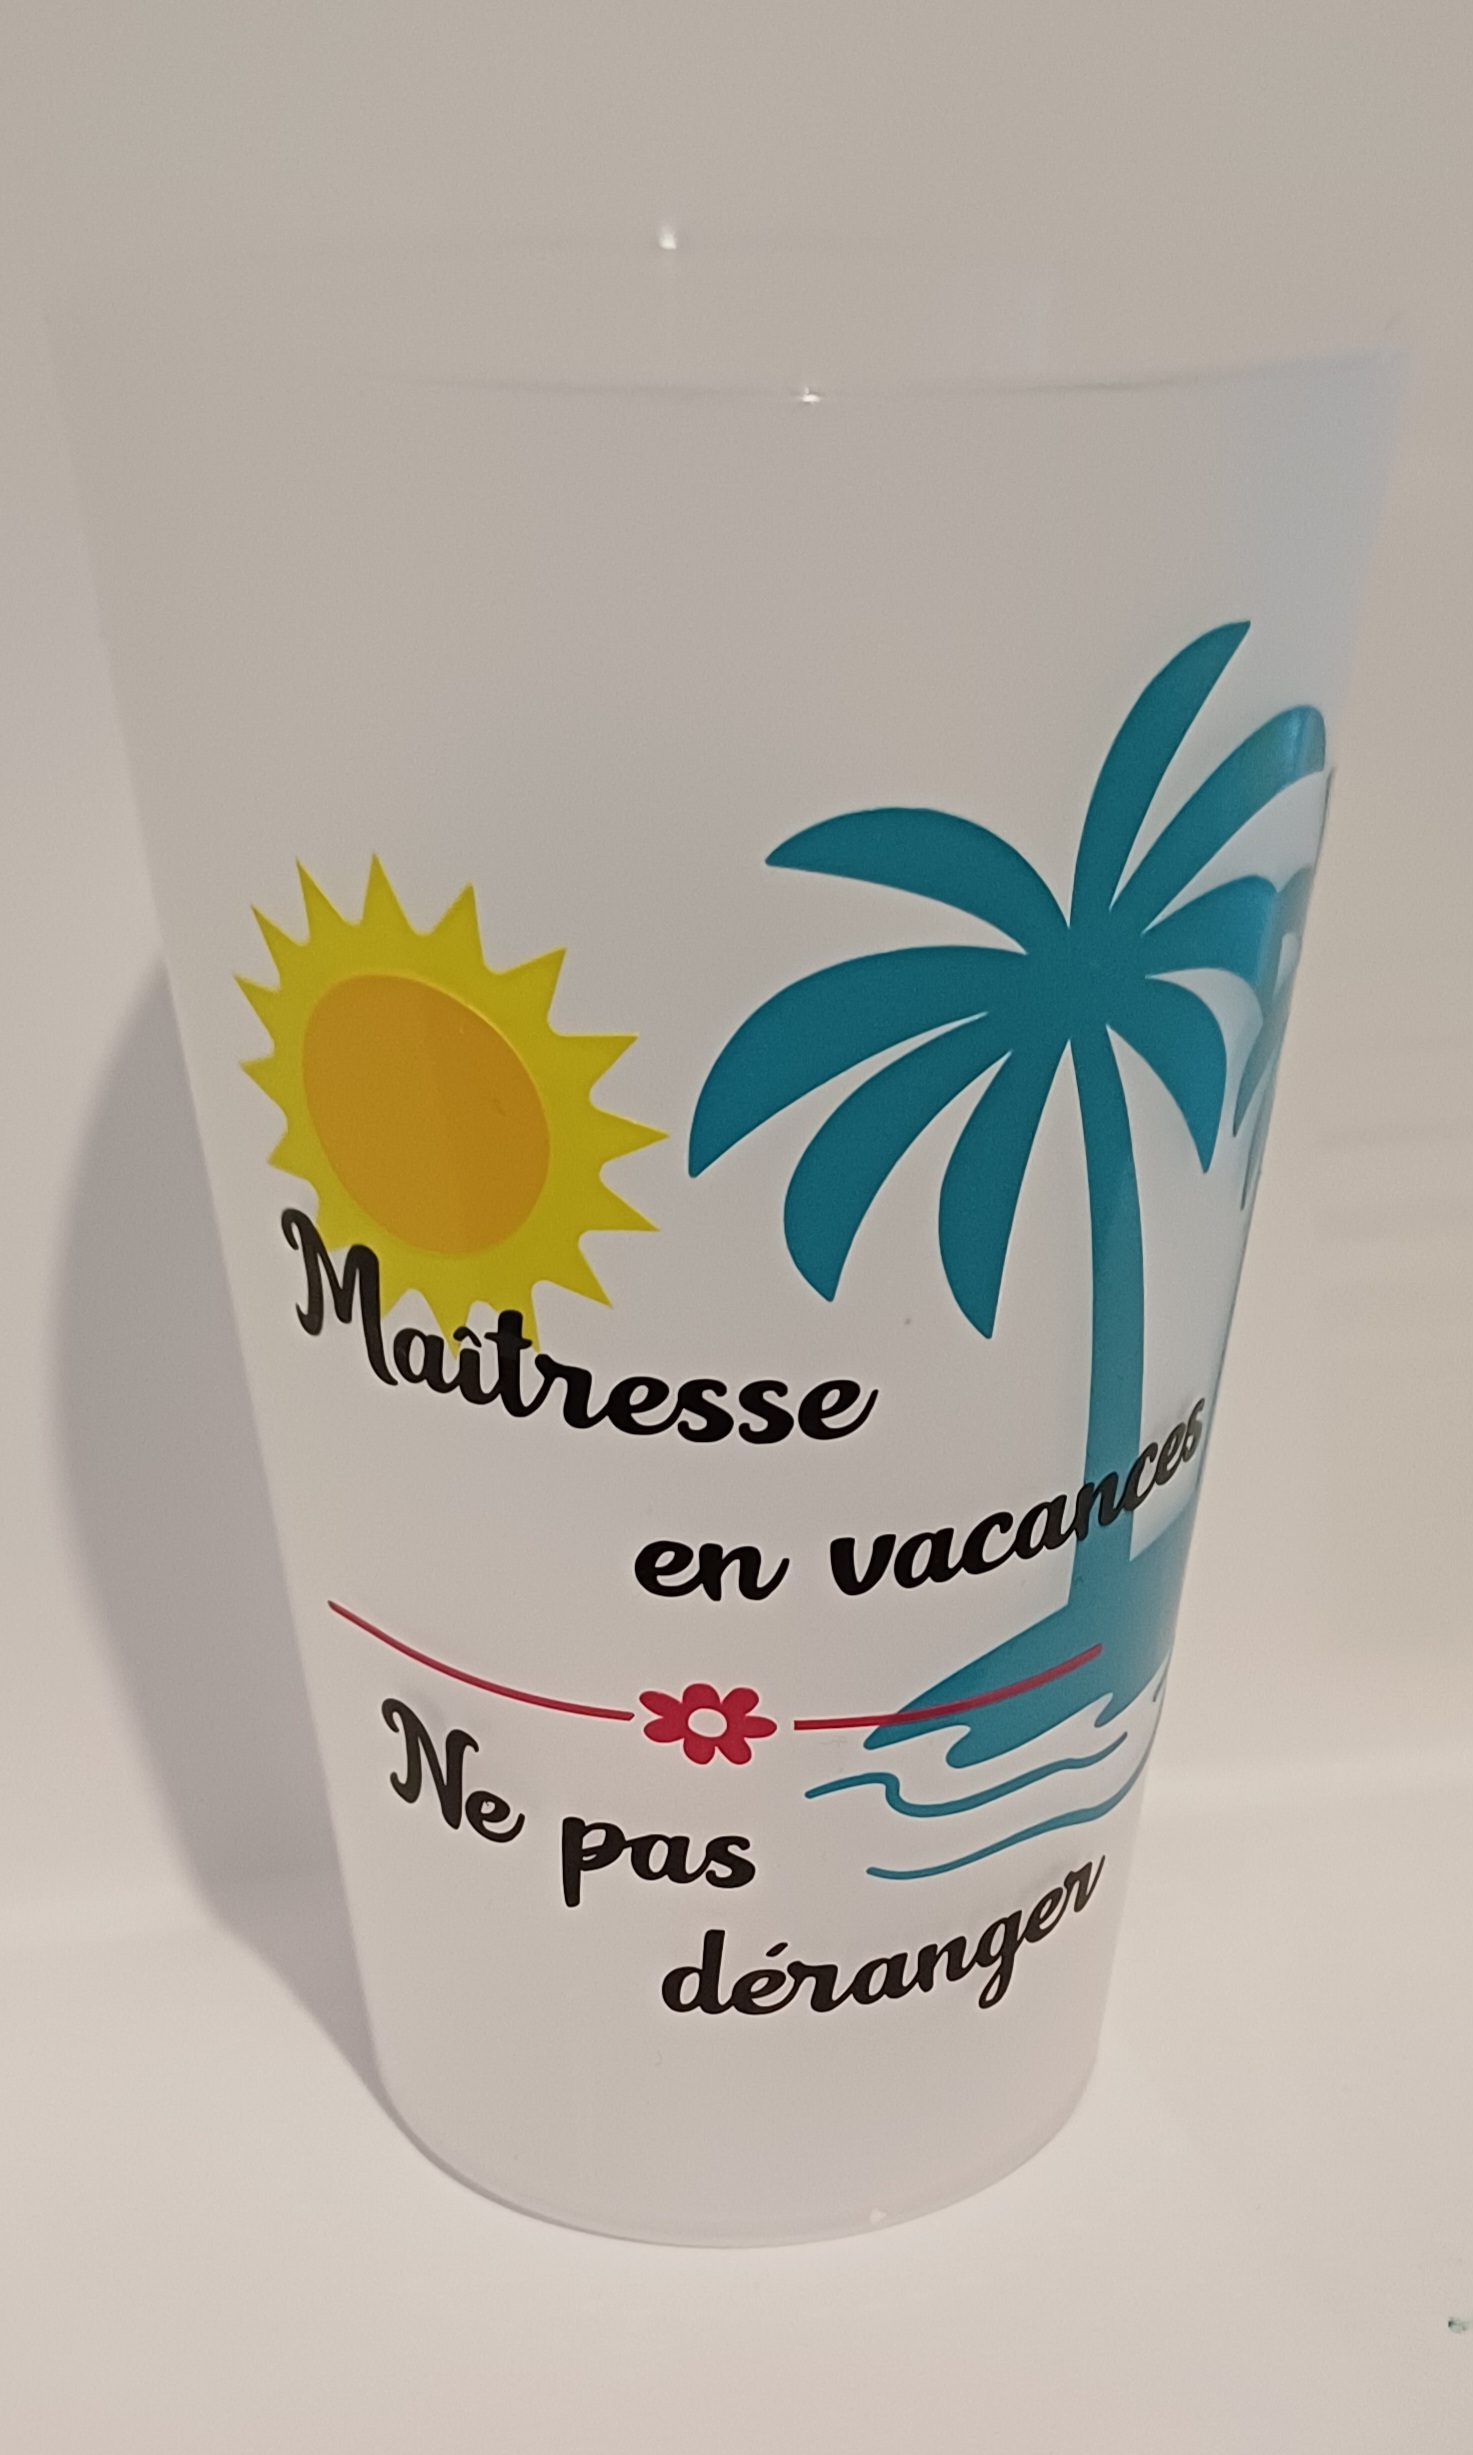 Maîtresse
en vacances
Ne pas
déranger